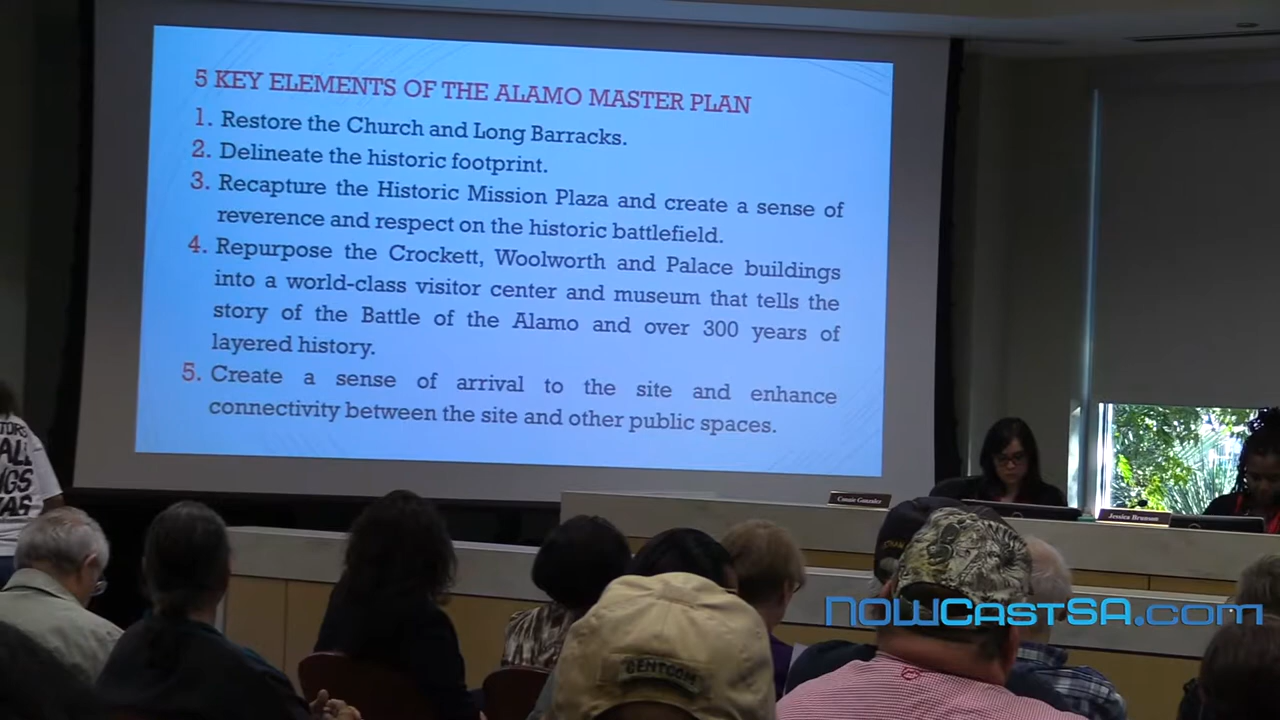 5 KEY ELEMENTS OF THE ALAMO MASTER PLAN
1. Restore the Church and Long Barracks.
2. Delineate the historic footprint.
3. Recapture the Historic Mission Plaza and create a sense of
reverence and respect on the historic battlefield.
4. Repurpose the Crockett, Woolworth and Palace buildings
into a world-class visitor center and museum that tells the
story of the Battle of the Alamo and over 300 years of
layered history.
5. Create a sense of arrival to the site and enhance
connectivity between the site and other public spaces.
Connie Gonzalez
Jessica Brunson
NOWCASTSA.com
CENTCOM